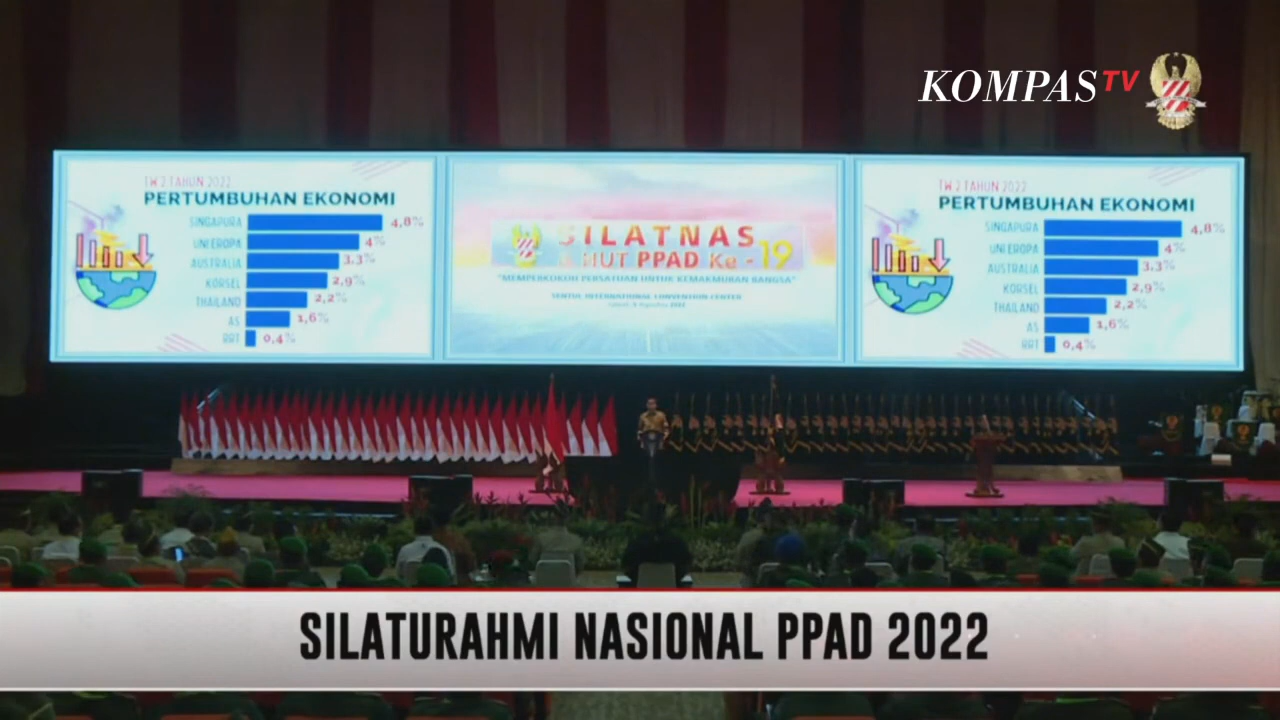 KOMPAS TV
TW 2 TAHUN 2022
PERTUMBUHAN EKONOMI
SINGAPURA 4,8%
UNI EROPA 4%
AUSTRALIA 3,3%
KORSEL 2,9%
THAILAND 2,2%
AS 1,6%
RRT 0,4%
SILATNAS
& HUT PPAD Ke - 19
"MEMPERKOKOH PERSATUAN UNTUK KEMAKMURAN BANGSA"
SENTUL INTERNATIONAL CONVENTION CENTER
TW 2 TAHUN 2022
PERTUMBUHAN EKONOMI
SINGAPURA 4,8%
UNI EROPA 4%
AUSTRALIA 3,3%
KORSEL 2,9%
THAILAND 2,2%
AS 1,6%
RRT 0,4%
SILATURAHMI NASIONAL PPAD 2022